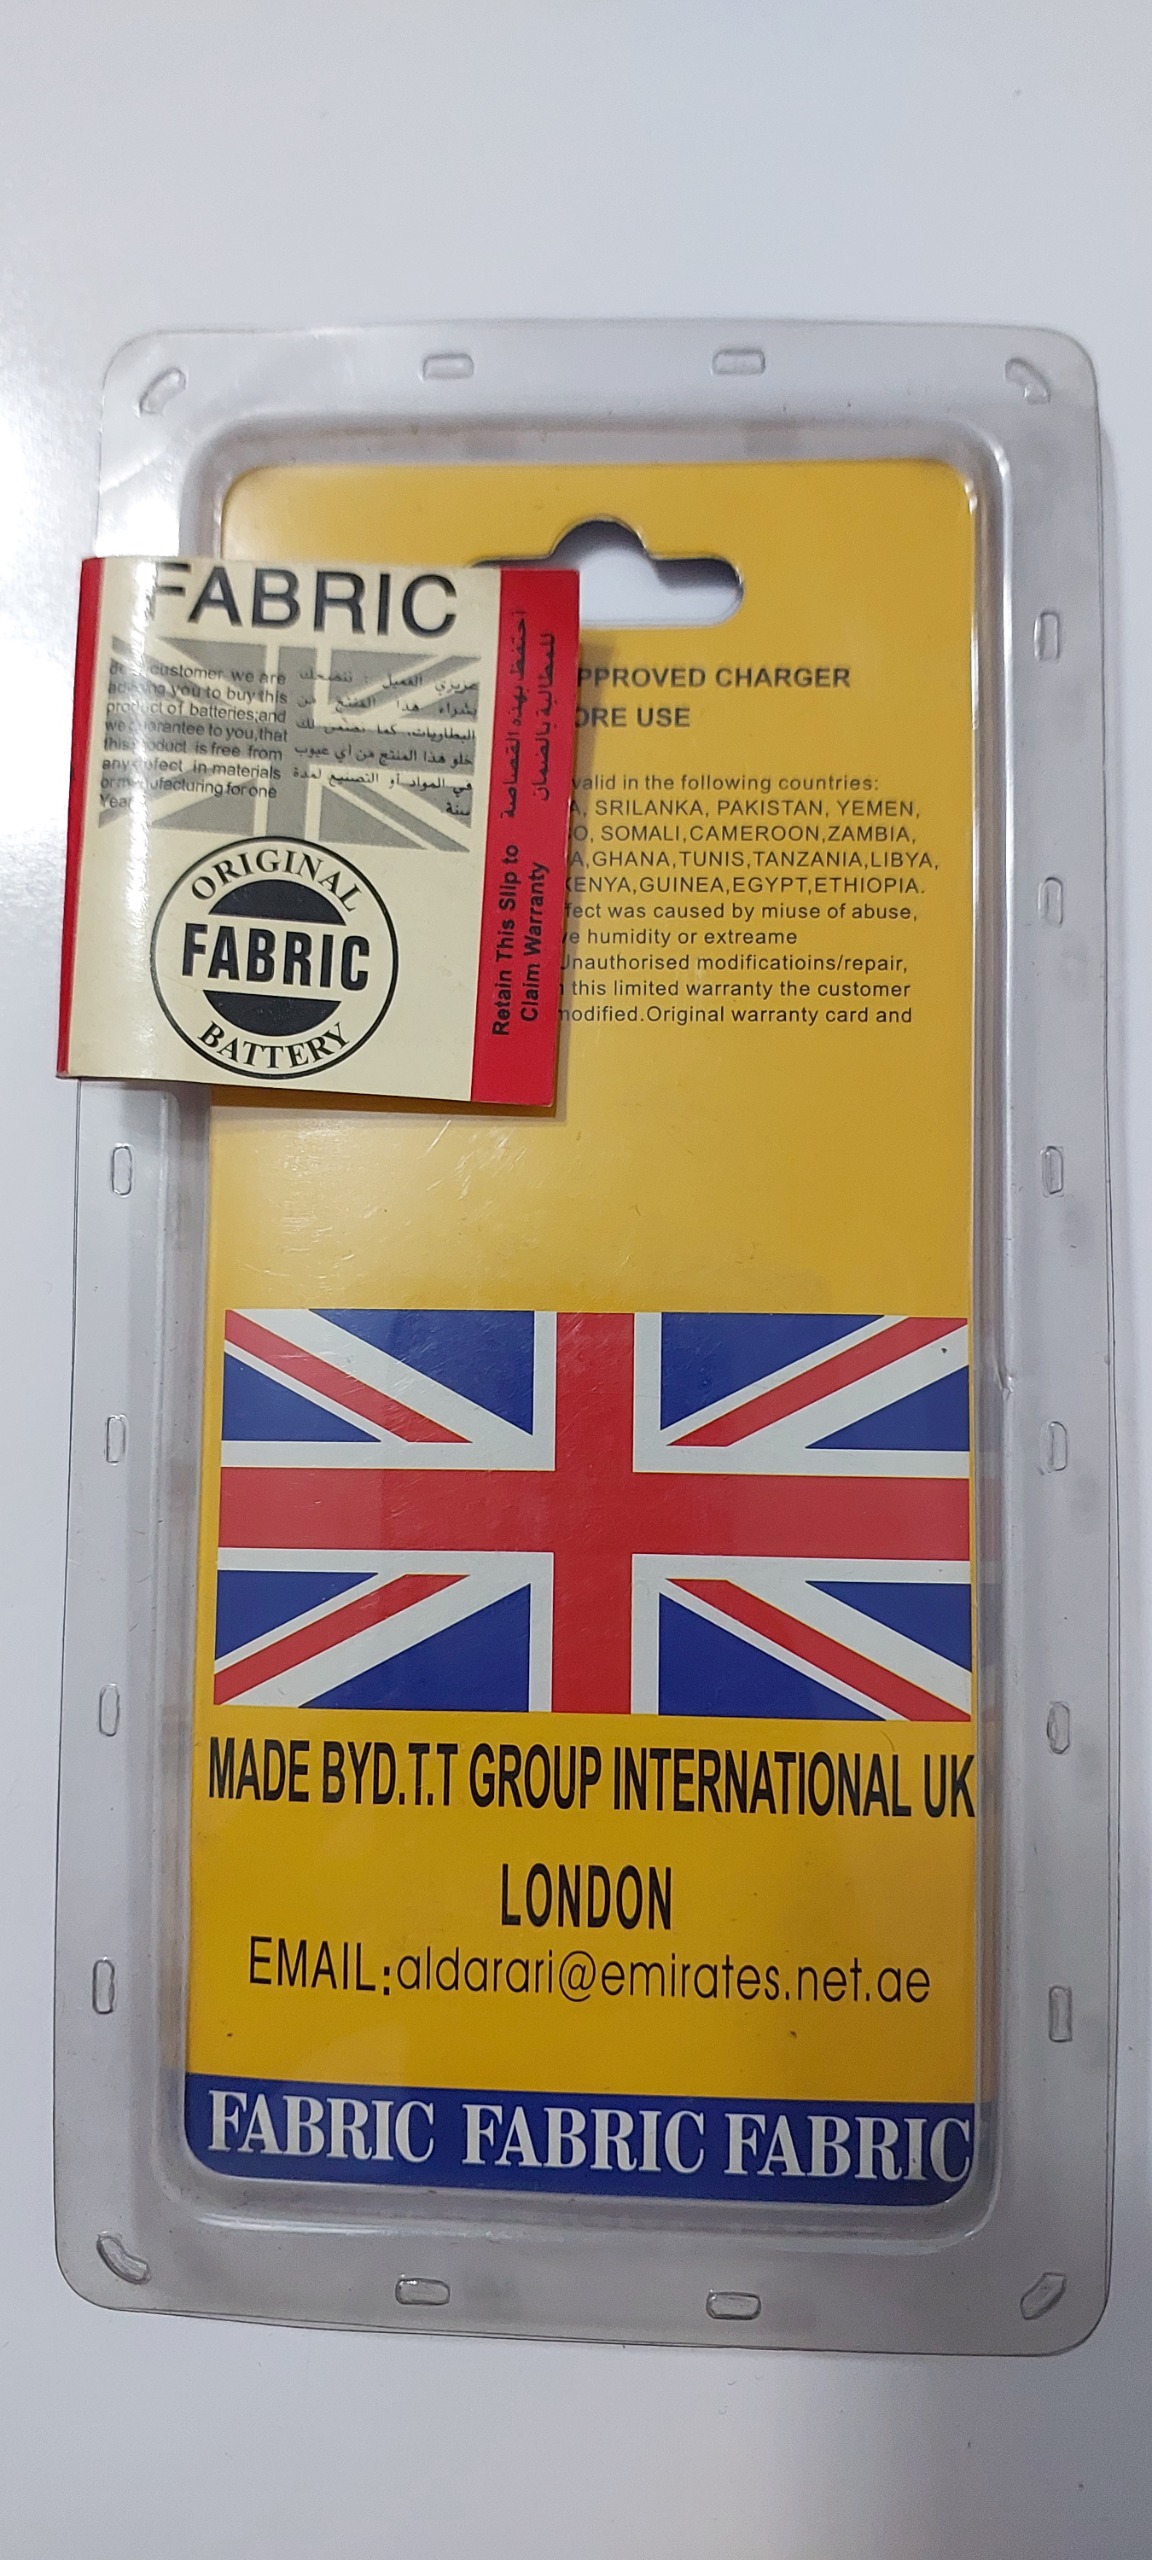 FABRIC
customer we are
you to buy this
product of batteries;and
we guarantee to you,that
this product is free from
any defect in materials
or manufacturing for one
Year
عزيزي العميل : ننصحك
بشراء هذا المنتج من
البطاريات، كما نضمن لك
خلو هذا المنتج من أي عيوب
في المواد أو التصنيع لمدة
سنة
ORIGINAL
FABRIC
BATTERY
احتفظ بهذه القصاصة
للمطالبة بالضمان
Retain This Slip to
Claim Warranty
PPROVED CHARGER
ORE USE
valid in the following countries:
A, SRILANKA, PAKISTAN, YEMEN,
O, SOMALI,CAMEROON,ZAMBIA,
A,GHANA,TUNIS,TANZANIA,LIBYA,
KENYA,GUINEA,EGYPT,ETHIOPIA.
fect was caused by miuse of abuse,
e humidity or extreame
Unauthorised modificatioins/repair,
this limited warranty the customer
modified.Original warranty card and
MADE BYD.T.T GROUP INTERNATIONAL UK
LONDON
EMAIL:aldarari@emirates.net.ae
FABRIC FABRIC FABRIC